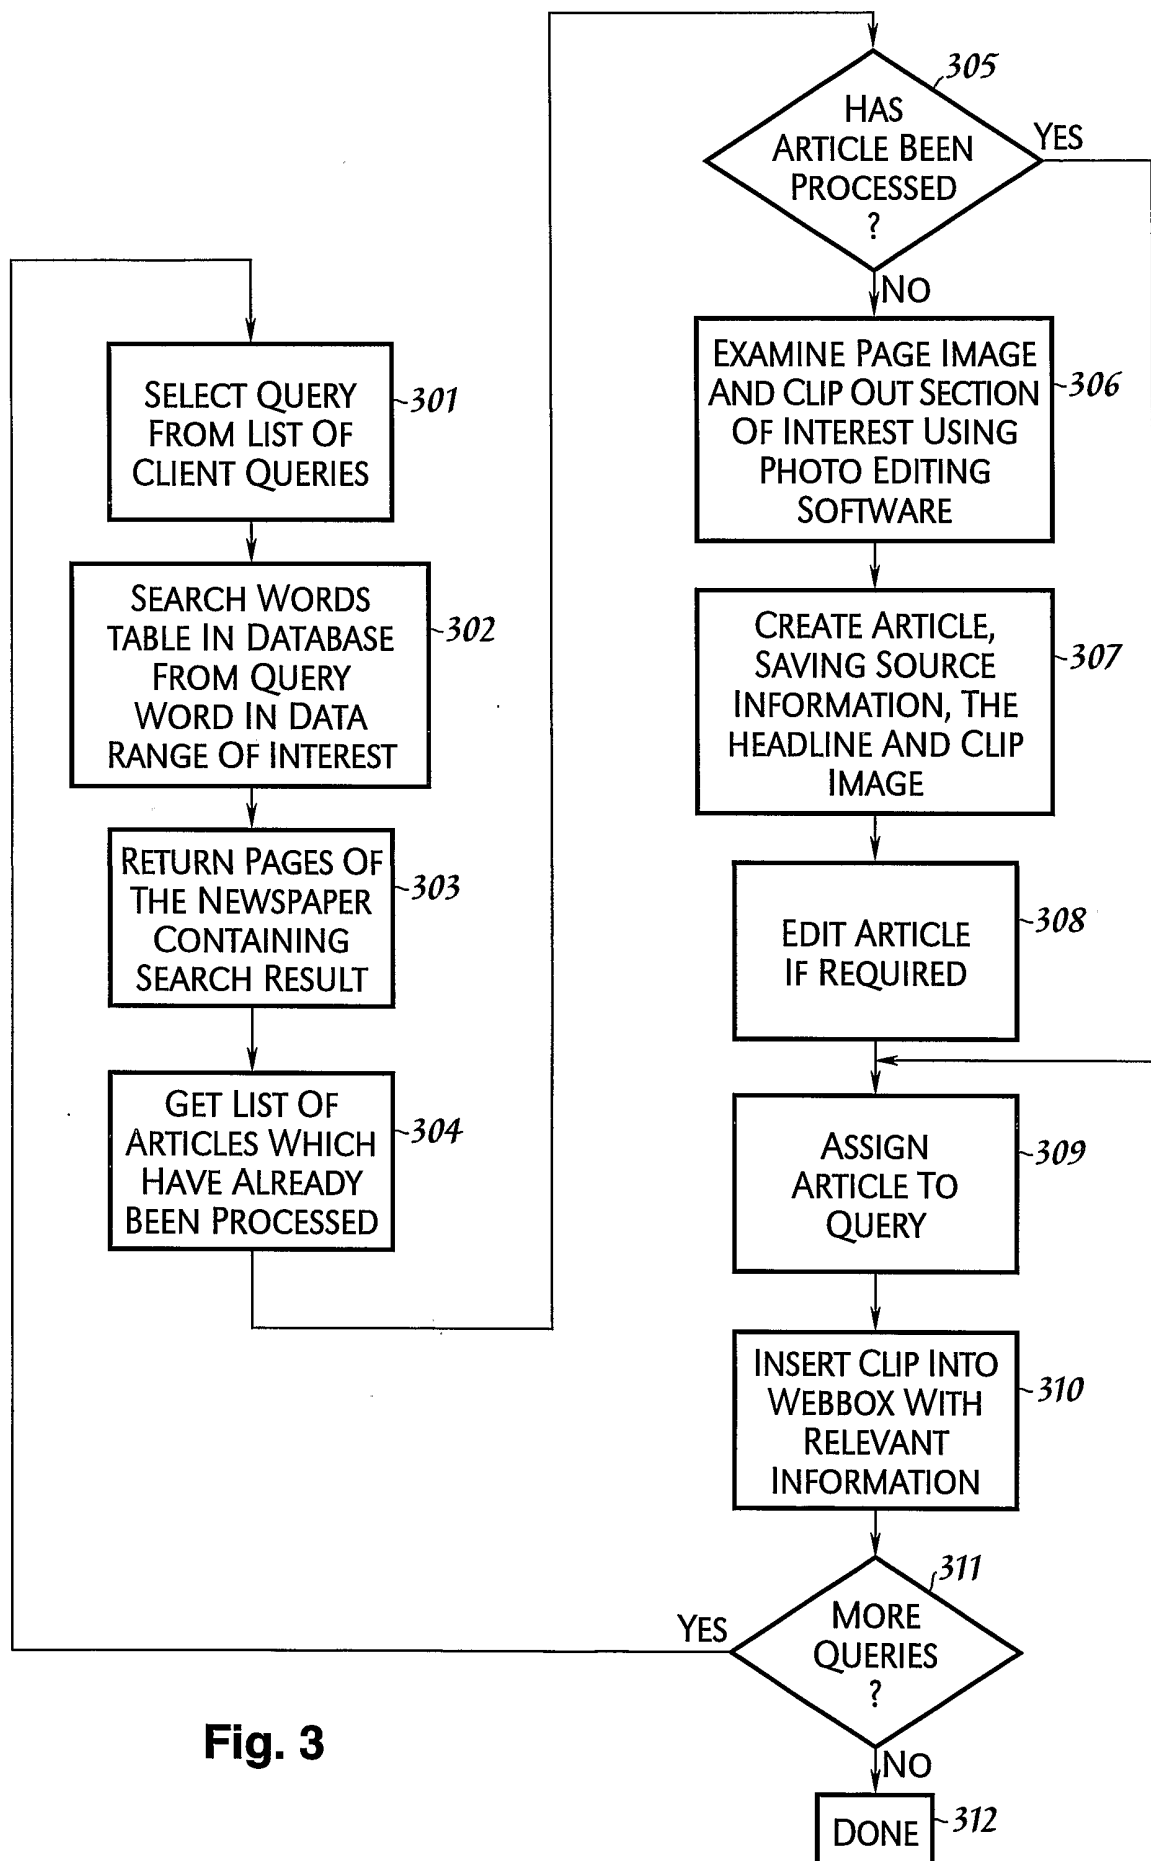 SELECT QUERY
FROM LIST OF
CLIENT QUERIES
301
SEARCH WORDS
TABLE IN DATABASE
FROM QUERY
WORD IN DATA
RANGE OF INTEREST
302
RETURN PAGES OF
THE NEWSPAPER
CONTAINING
SEARCH RESULT
303
GET LIST OF
ARTICLES WHICH
HAVE ALREADY
BEEN PROCESSED
304
HAS
ARTICLE BEEN
PROCESSED
?
305
YES
NO
EXAMINE PAGE IMAGE
AND CLIP OUT SECTION
OF INTEREST USING
PHOTO EDITING
SOFTWARE
306
CREATE ARTICLE,
SAVING SOURCE
INFORMATION, THE
HEADLINE AND CLIP
IMAGE
307
EDIT ARTICLE
IF REQUIRED
308
ASSIGN
ARTICLE TO
QUERY
309
INSERT CLIP INTO
WEBBOX WITH
RELEVANT
INFORMATION
310
MORE
QUERIES
?
311
YES
NO
DONE
312
Fig. 3